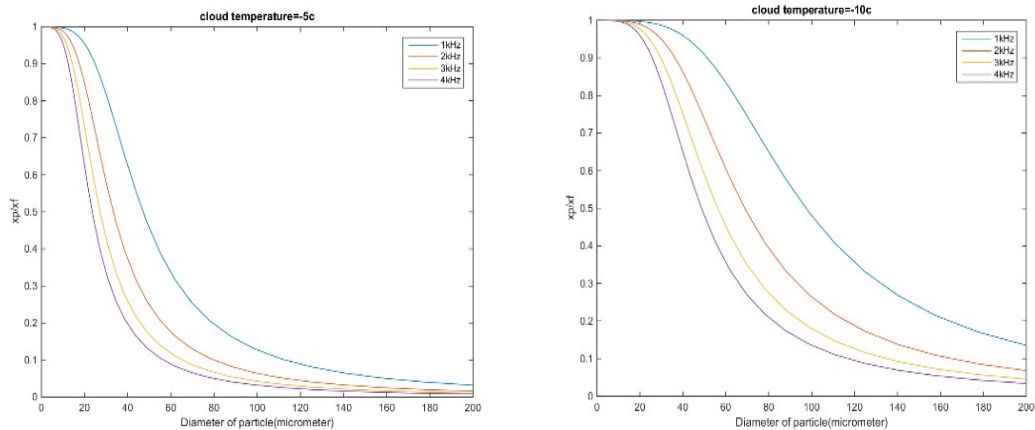 cloud temperature=-5c
1
0.9
0.8
0.7
0.6
0.5
0.4
0.3
0.2
0.1
0
xp/xf
1kHz
2kHz
3kHz
4kHz
0 20 40 60 80 100 120 140 160 180 200
Diameter of particle(micrometer)
cloud temperature=-10c
1
0.9
0.8
0.7
0.6
0.5
0.4
0.3
0.2
0.1
0
xp/xf
1kHz
2kHz
3kHz
4kHz
0 20 40 60 80 100 120 140 160 180 200
Diameter of particle(micrometer)